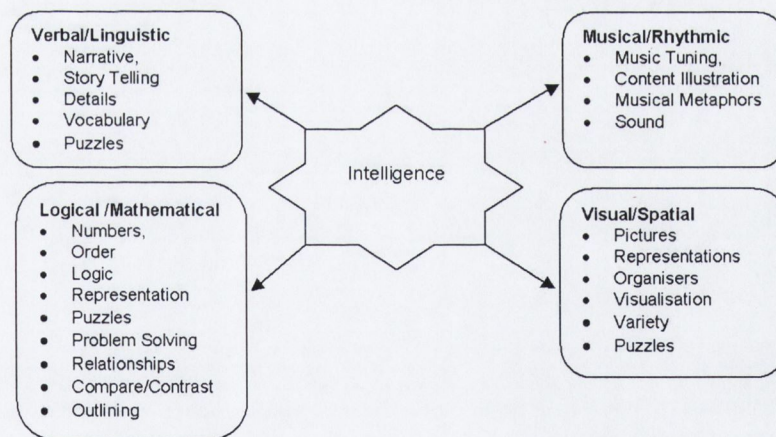 Verbal/Linguistic
• Narrative,
• Story Telling
• Details
• Vocabulary
• Puzzles
Musical/Rhythmic
• Music Tuning,
• Content Illustration
• Musical Metaphors
• Sound
Intelligence
Logical /Mathematical
• Numbers,
• Order
• Logic
• Representation
• Puzzles
• Problem Solving
• Relationships
• Compare/Contrast
• Outlining
Visual/Spatial
• Pictures
• Representations
• Organisers
• Visualisation
• Variety
• Puzzles